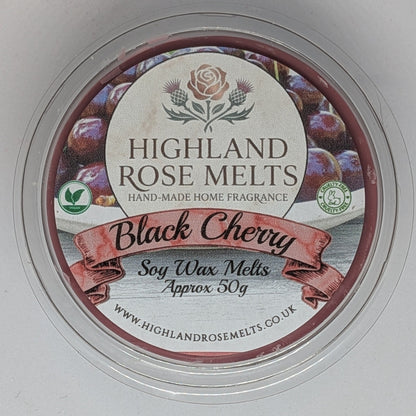 HIGHLAND
ROSE MELTS
HAND-MADE HOME FRAGRANCE
Black Cherry
Soy Wax Melts
Approx 50g
WWW.HIGHLANDROSEMELTS.CO.UK